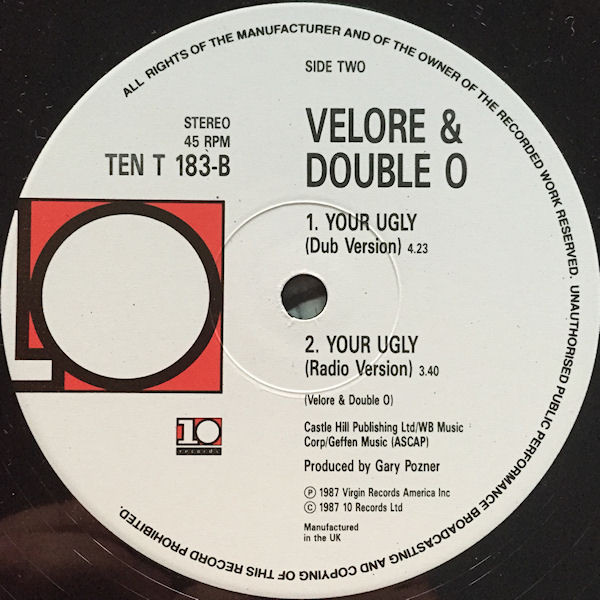 ALL RIGHTS OF THE MANUFACTURER AND OF THE OWNER OF THE RECORDED WORK RESERVED. UNAUTHORISED PUBLIC PERFORMANCE BROADCASTING AND COPYING OF THIS RECORD PROHIBITED.
SIDE TWO
STEREO
45 RPM
TEN T 183-B
VELORE &
DOUBLE O
1. YOUR UGLY
(Dub Version) 4.23
2. YOUR UGLY
(Radio Version) 3.40
(Velore & Double O)
Castle Hill Publishing Ltd/WB Music
Corp/Geffen Music (ASCAP)
Produced by Gary Pozner
Ⓟ 1987 Virgin Records America Inc
© 1987 10 Records Ltd
Manufactured
in the UK
10
records